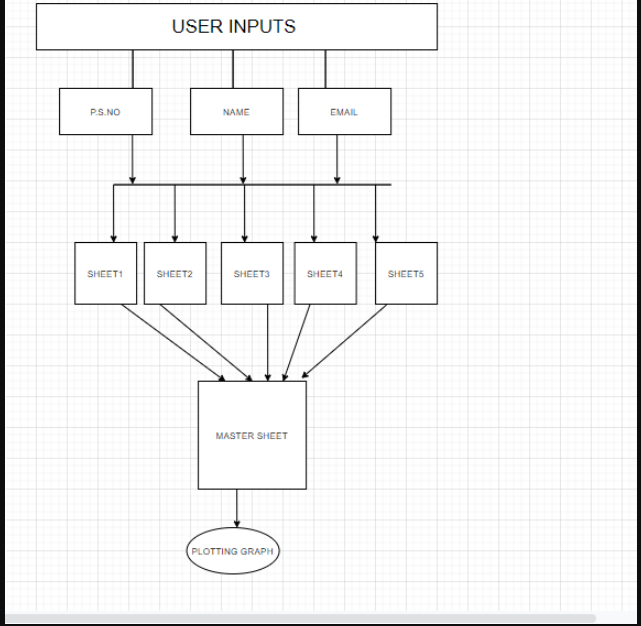 USER INPUTS
P.S.NO
NAME
EMAIL
SHEET1
SHEET2
SHEET3
SHEET4
SHEET5
MASTER SHEET
PLOTTING GRAPH